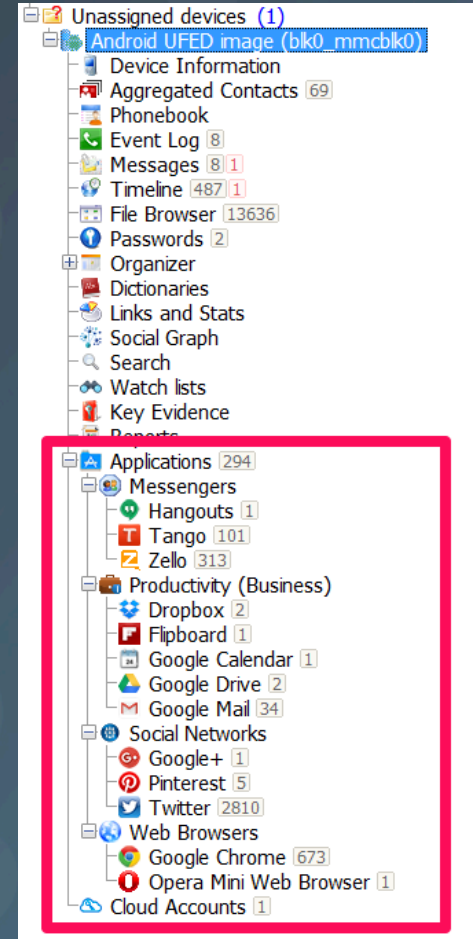 Unassigned devices (1)
Android UFED image (blk0_mmcblk0)
Device Information
Aggregated Contacts 69
Phonebook
Event Log 8
Messages 8 1
Timeline 487 1
File Browser 13636
Passwords 2
Organizer
Dictionaries
Links and Stats
Social Graph
Search
Watch lists
Key Evidence
Reports
Applications 294
Messengers
Hangouts 1
Tango 101
Zello 313
Productivity (Business)
Dropbox 2
Flipboard 1
Google Calendar 1
Google Drive 2
Google Mail 34
Social Networks
Google+ 1
Pinterest 5
Twitter 2810
Web Browsers
Google Chrome 673
Opera Mini Web Browser 1
Cloud Accounts 1